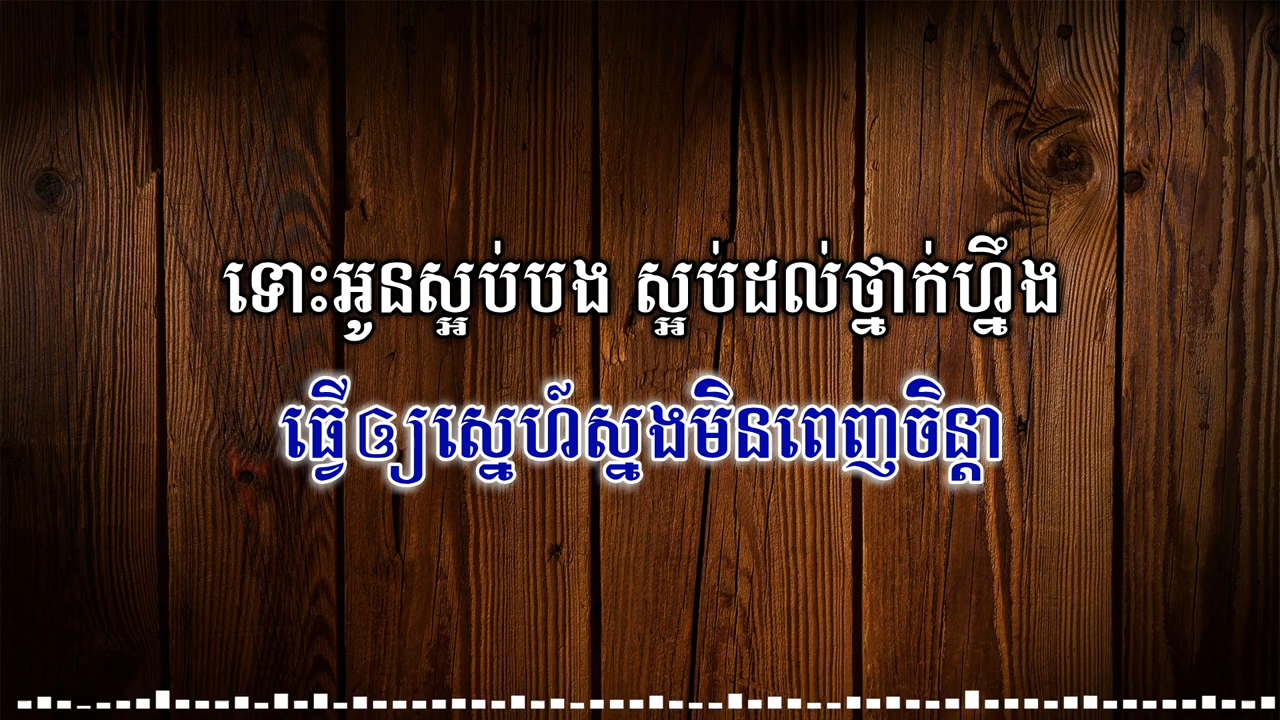 ទោះអូនស្អប់បង ស្អប់ដល់ថ្នាក់ហ្នឹង
ធ្វើឲ្យស្នេហ៍ស្នងមិនពេញចិន្តា